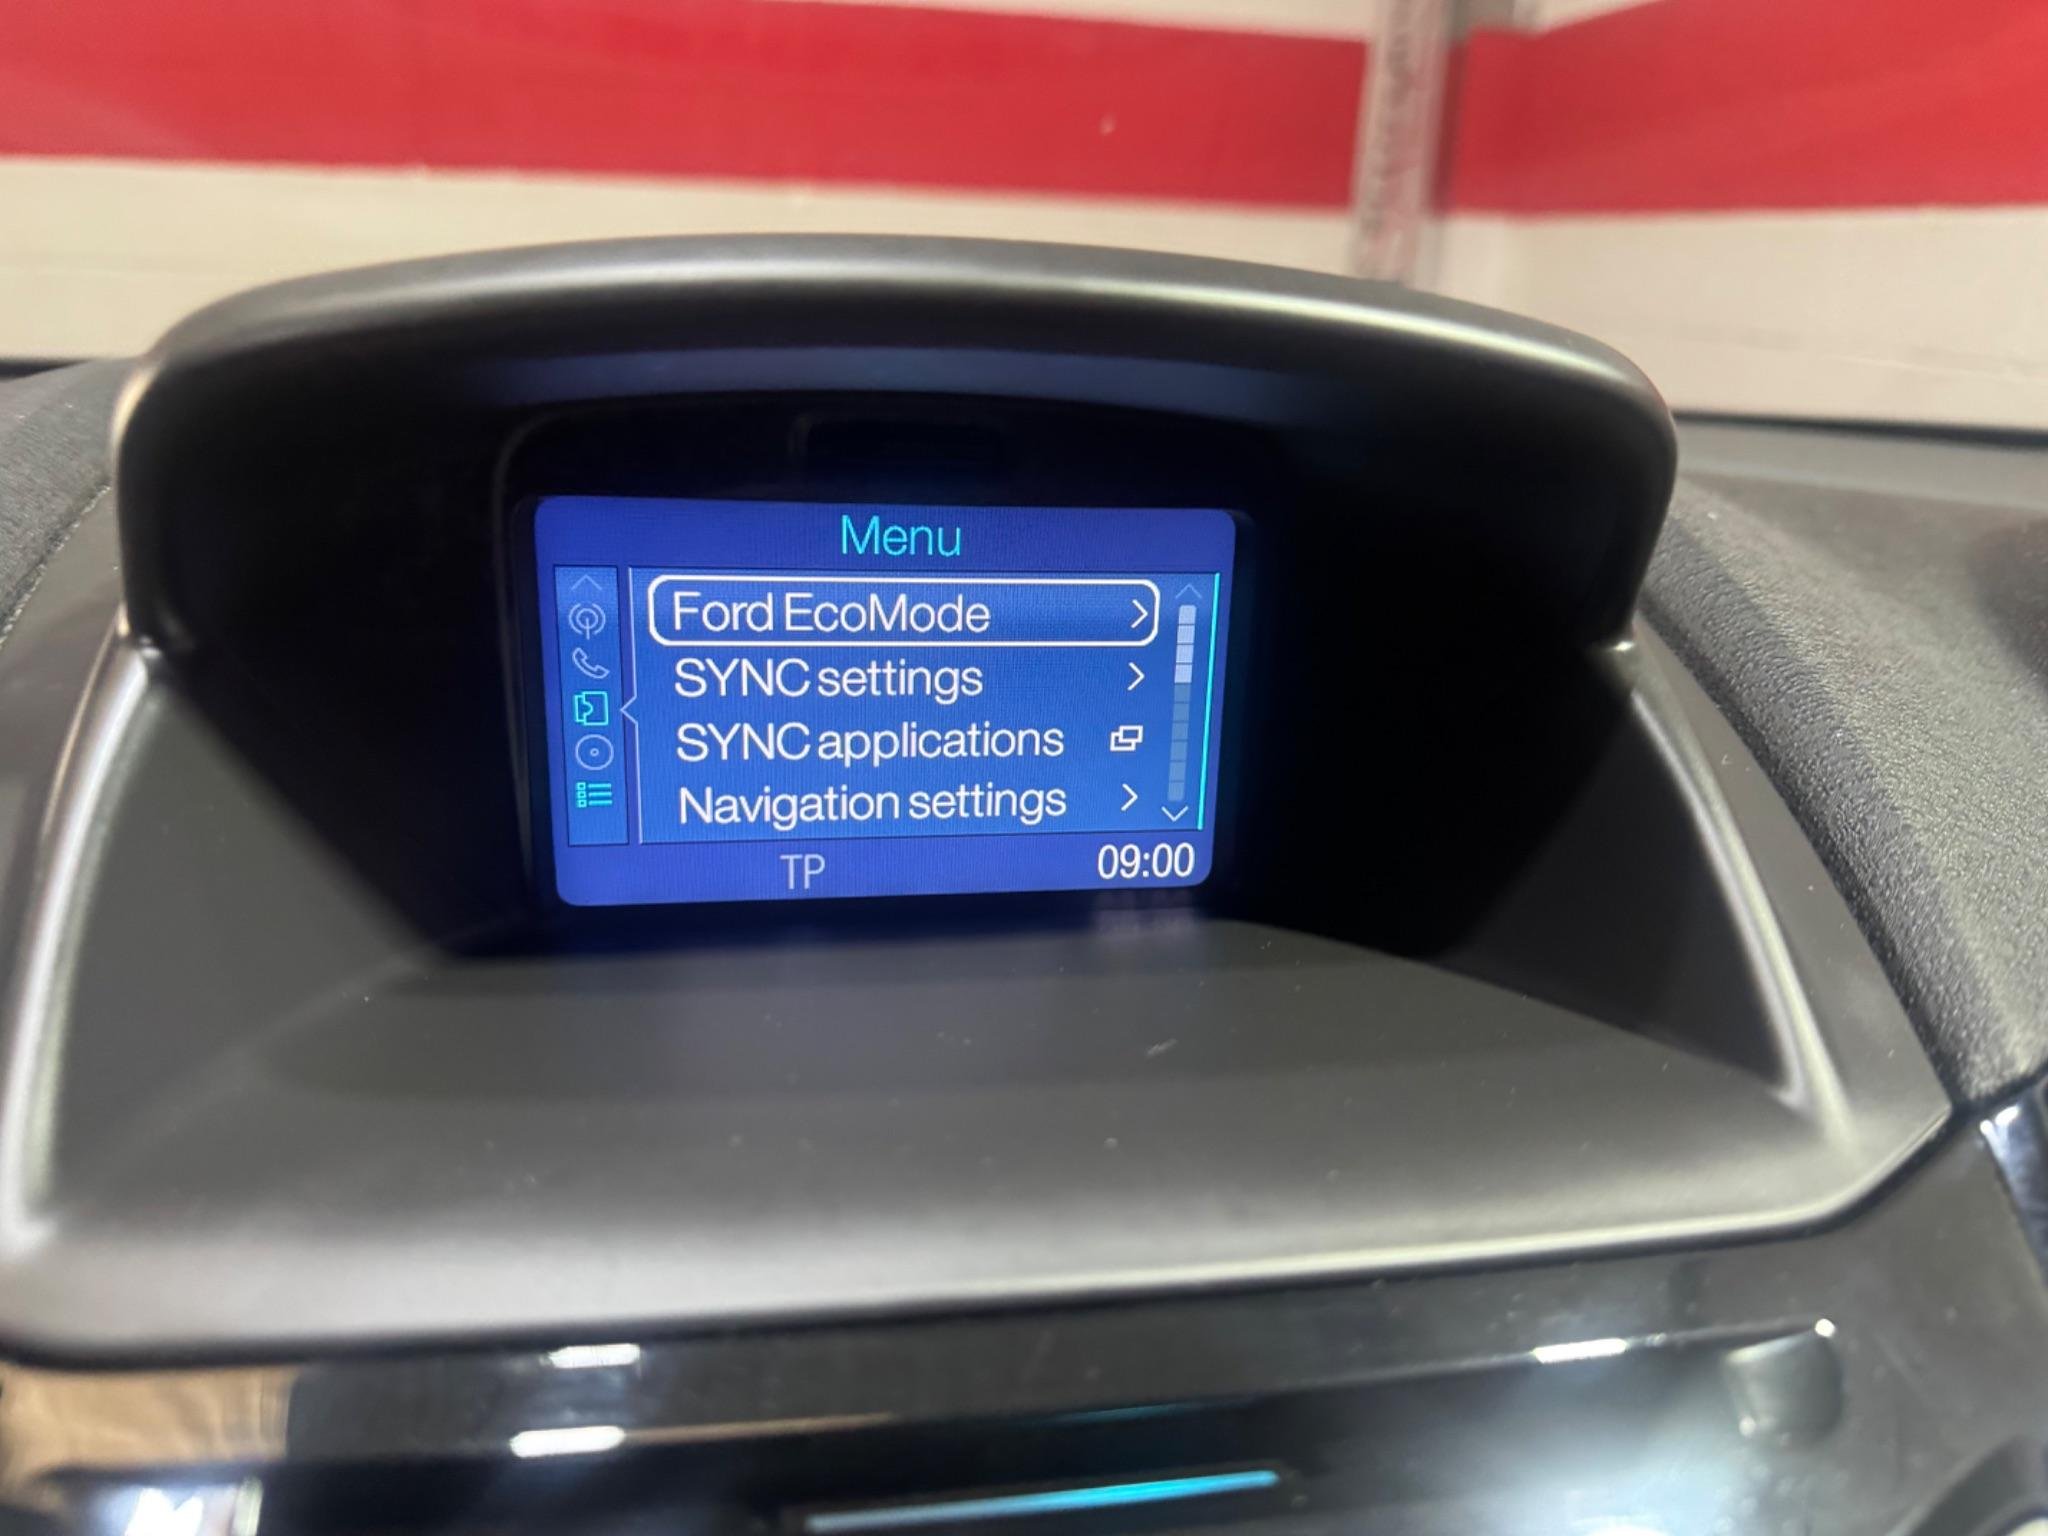 Menu
Ford EcoMode
SYNC settings
SYNC applications
Navigation settings
TP
09:00